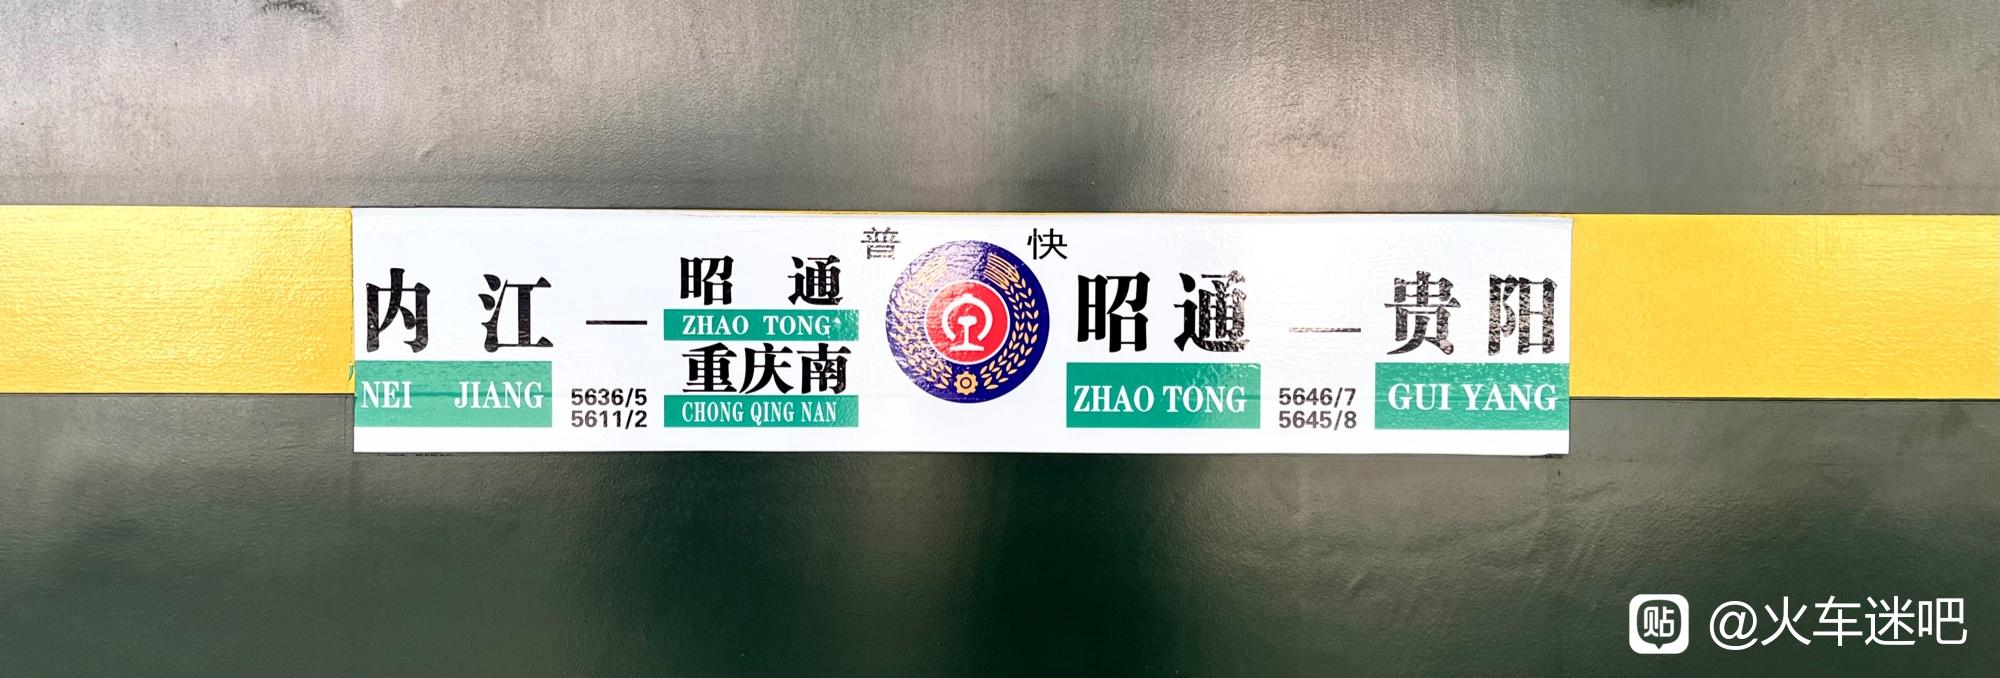 普 快
内 江 — 昭 通
NEI JIANG
ZHAO TONG
重庆南
CHONG QING NAN
5636/5
5611/2
昭 通 — 贵 阳
ZHAO TONG
5646/7
5645/8
GUI YANG
贴 @火车迷吧